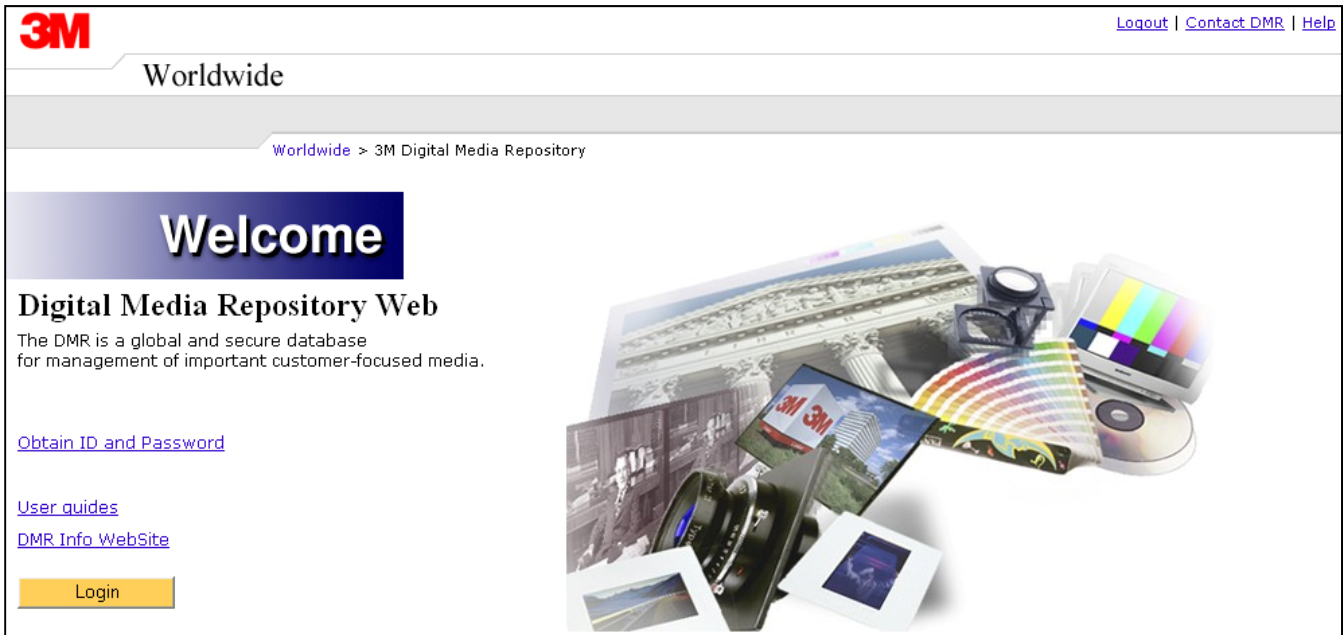 3M
Logout | Contact DMR | Help
Worldwide
Worldwide > 3M Digital Media Repository
Welcome
Digital Media Repository Web
The DMR is a global and secure database
for management of important customer-focused media.
Obtain ID and Password
User guides
DMR Info WebSite
Login
3M 3M